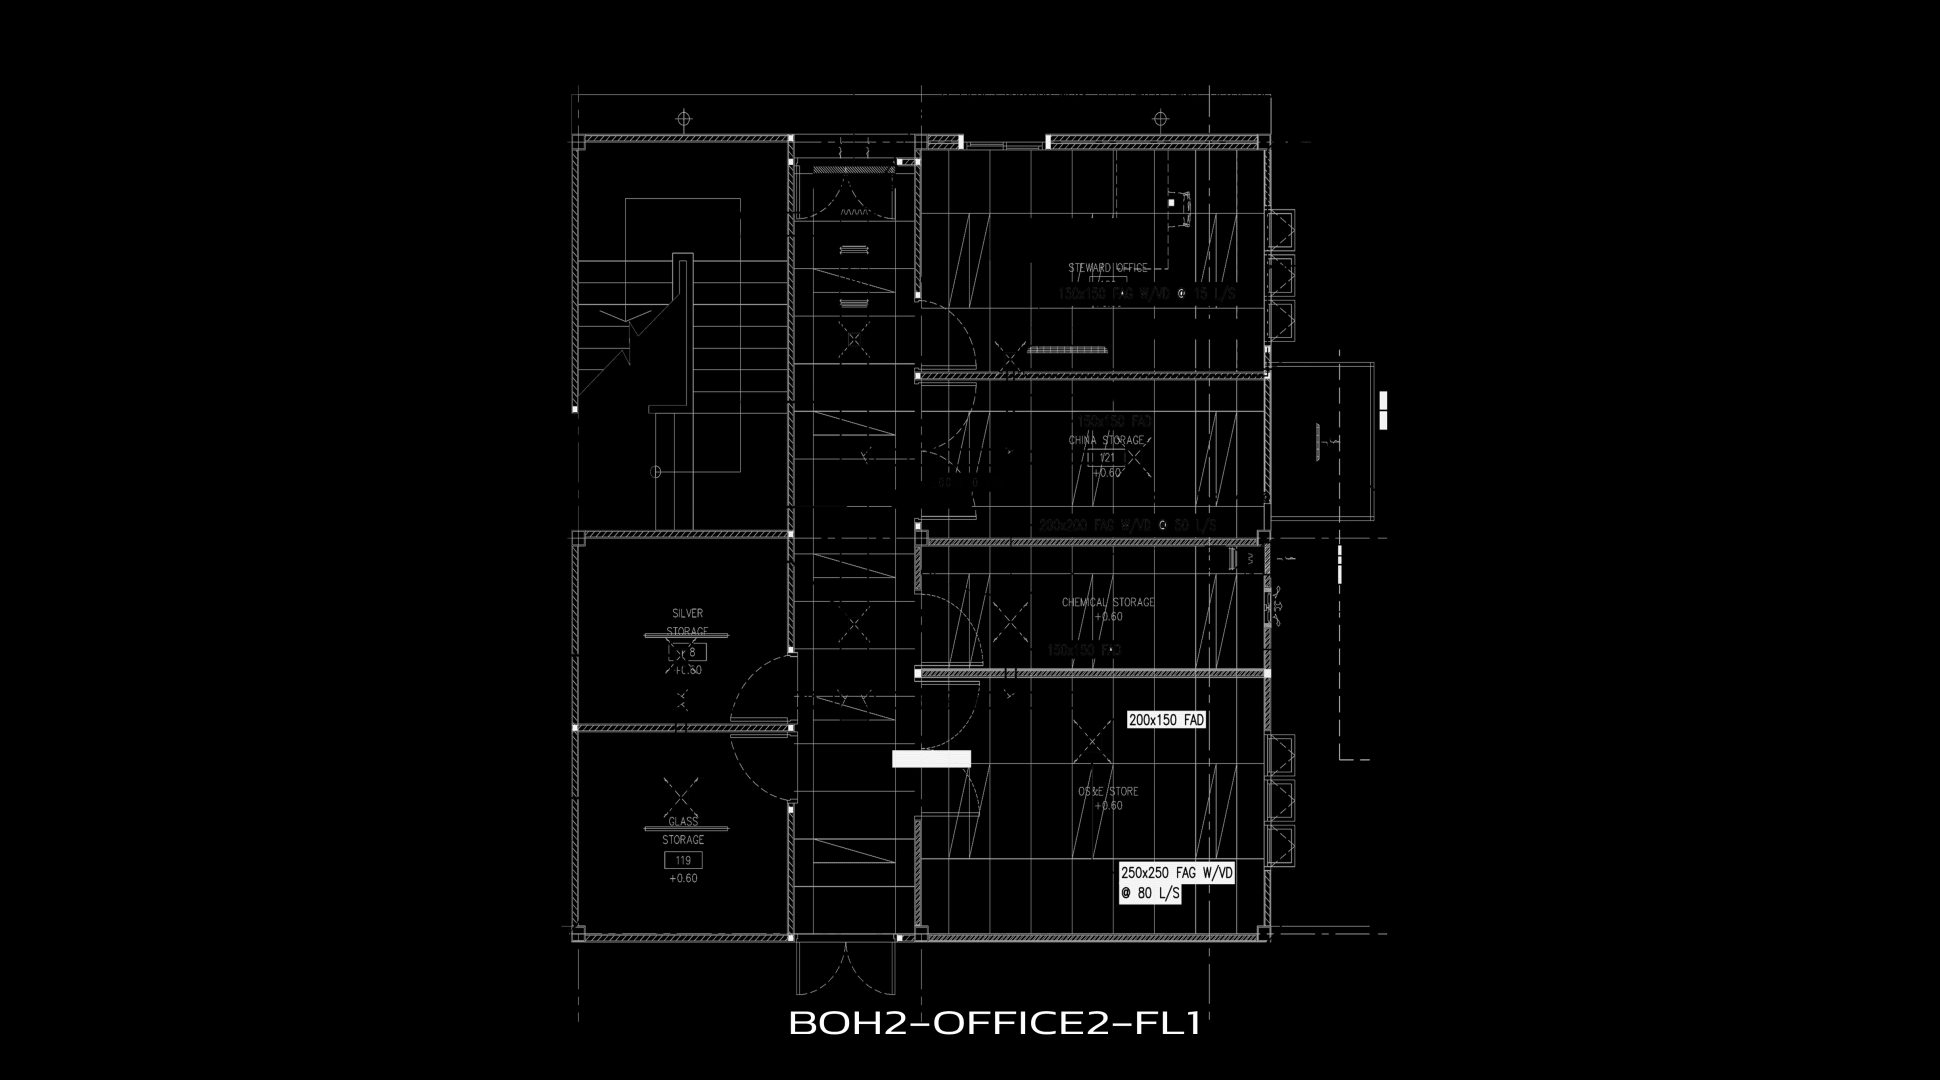 STEWARD OFFICE
150x150 FAG W/VD @ 15 L/S
150x150 FAD
CHINA STORAGE
121
+0.60
200x200 FAG W/VD @ 50 L/S
CHEMICAL STORAGE
+0.60
150x150 FAD
SILVER
STORAGE
8
+0.60
200x150 FAD
OS&E STORE
+0.60
GLASS
STORAGE
119
+0.60
250x250 FAG W/VD
@ 80 L/S
BOH2-OFFICE2-FL1